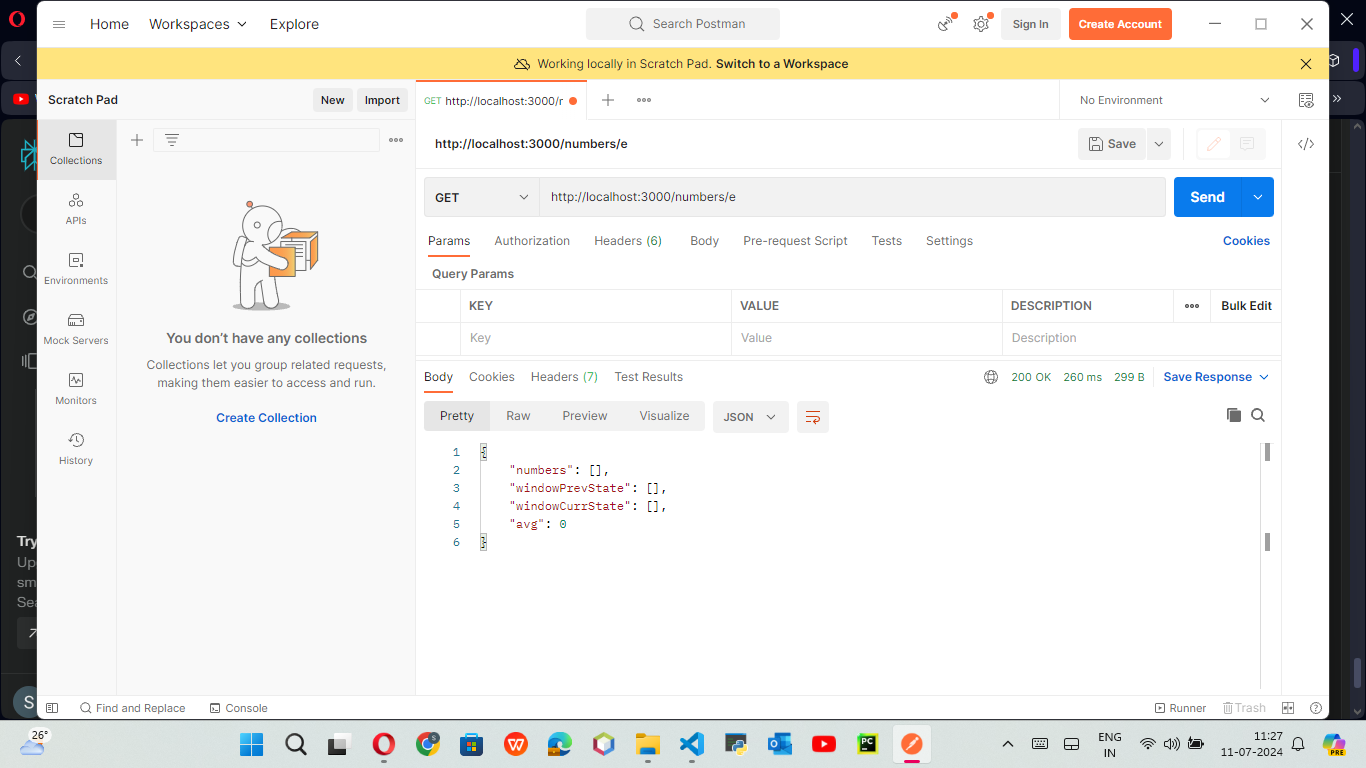 Home Workspaces Explore Search Postman Sign In Create Account
Working locally in Scratch Pad. Switch to a Workspace
Scratch Pad New Import GET http://localhost:3000/r No Environment
http://localhost:3000/numbers/e Save
GET http://localhost:3000/numbers/e Send
Params Authorization Headers (6) Body Pre-request Script Tests Settings Cookies
Query Params
KEY VALUE DESCRIPTION Bulk Edit
Key Value Description
Collections
APIs
Environments
Mock Servers
Monitors
History
You don't have any collections
Collections let you group related requests,
making them easier to access and run.
Create Collection
Body Cookies Headers (7) Test Results 200 OK 260 ms 299 B Save Response
Pretty Raw Preview Visualize JSON
1 {
2 "numbers": [],
3 "windowPrevState": [],
4 "windowCurrState": [],
5 "avg": 0
6 }
Try
S
Find and Replace Console Runner Trash
26°
ENG
IN
11:27
11-07-2024
PRE